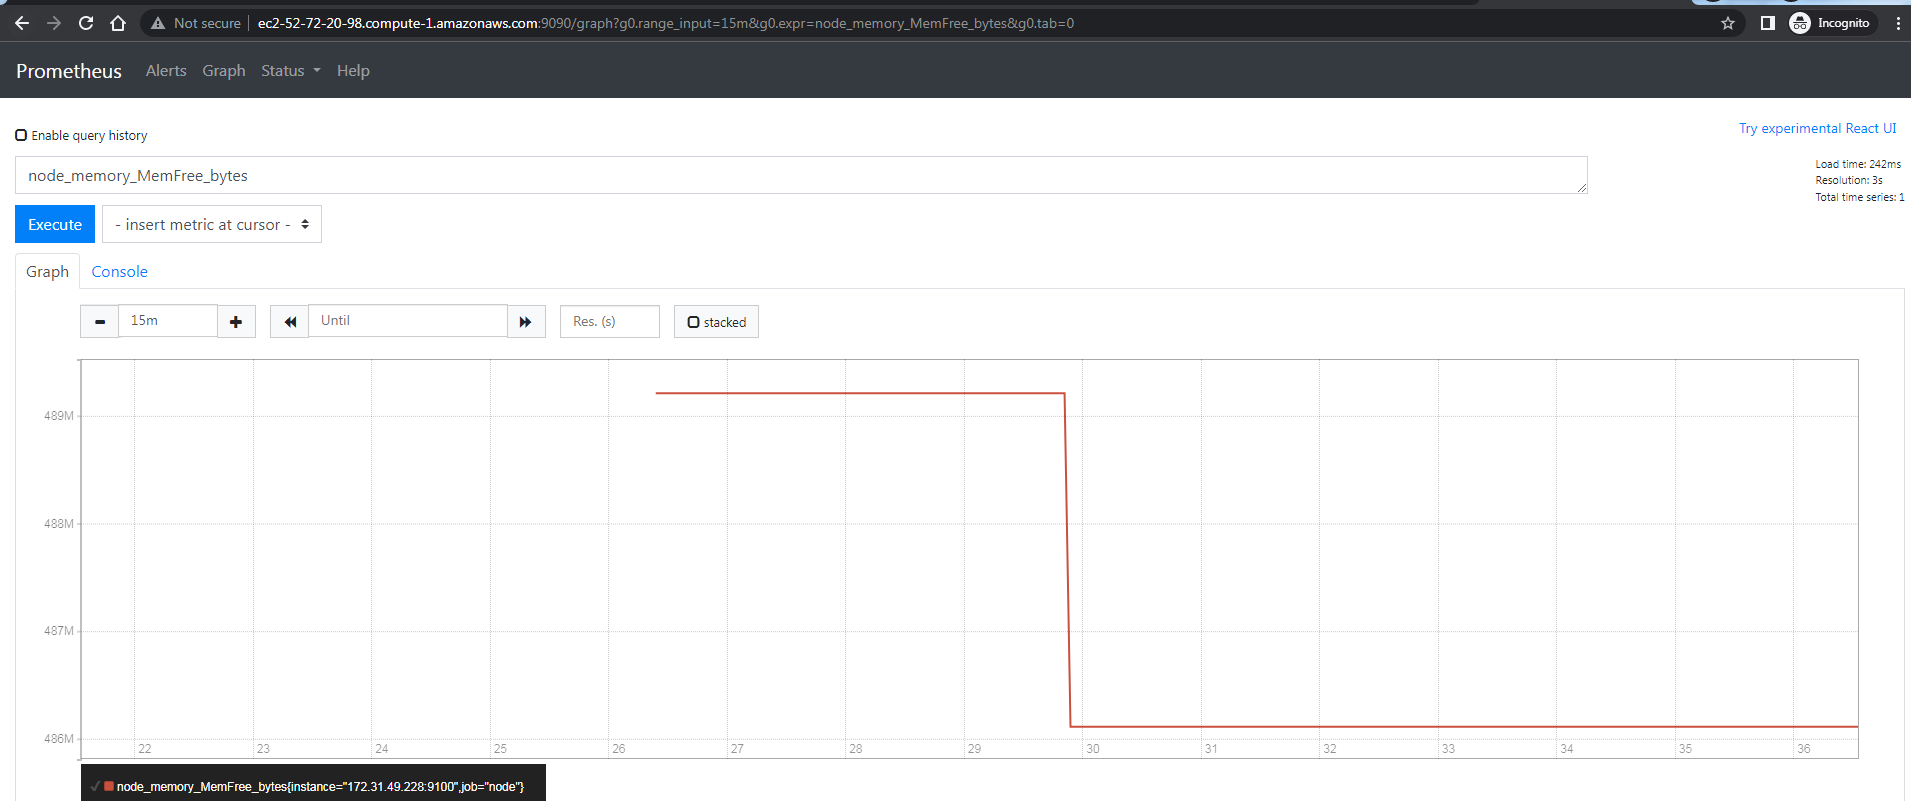 Not secure | ec2-52-72-20-98.compute-1.amazonaws.com:9090/graph?g0.range_input=15m&g0.expr=node_memory_MemFree_bytes&g0.tab=0
Incognito
Prometheus Alerts Graph Status Help
Enable query history
Try experimental React UI
node_memory_MemFree_bytes
Load time: 242ms
Resolution: 3s
Total time series: 1
Execute
- insert metric at cursor -
Graph Console
15m Until Res. (s) stacked
489M
488M
487M
486M
22 23 24 25 26 27 28 29 30 31 32 33 34 35 36
node_memory_MemFree_bytes{instance="172.31.49.228:9100",job="node"}